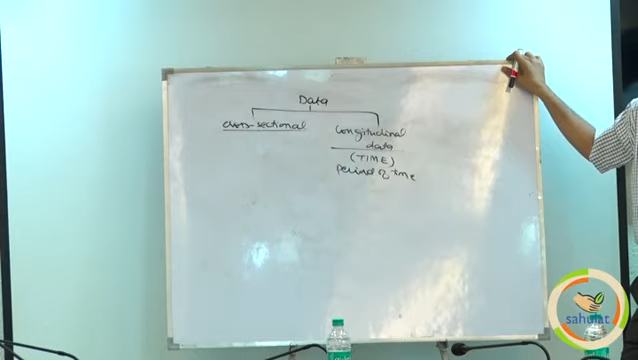 Data
cross-sectional
Longitudinal
data
(TIME)
period of time
sahulat